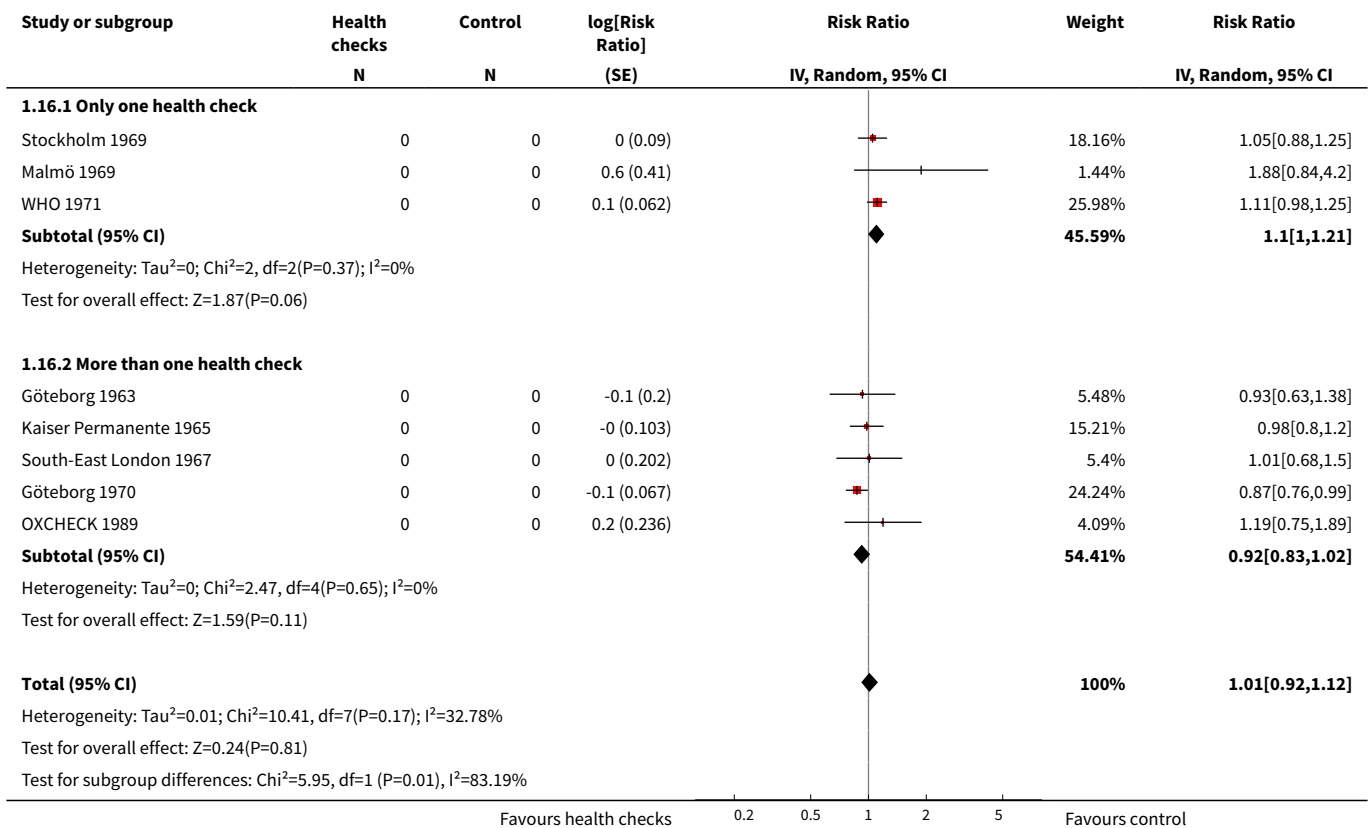 Study or subgroup Health checks Control log[Risk Ratio] Risk Ratio Weight Risk Ratio
N N (SE) IV, Random, 95% CI IV, Random, 95% CI
1.16.1 Only one health check
Stockholm 1969 0 0 0 (0.09) 18.16% 1.05[0.88,1.25]
Malmö 1969 0 0 0.6 (0.41) 1.44% 1.88[0.84,4.2]
WHO 1971 0 0 0.1 (0.062) 25.98% 1.11[0.98,1.25]
Subtotal (95% CI) 45.59% 1.1[1,1.21]
Heterogeneity: Tau²=0; Chi²=2, df=2(P=0.37); I²=0%
Test for overall effect: Z=1.87(P=0.06)
1.16.2 More than one health check
Göteborg 1963 0 0 -0.1 (0.2) 5.48% 0.93[0.63,1.38]
Kaiser Permanente 1965 0 0 -0 (0.103) 15.21% 0.98[0.8,1.2]
South-East London 1967 0 0 0 (0.202) 5.4% 1.01[0.68,1.5]
Göteborg 1970 0 0 -0.1 (0.067) 24.24% 0.87[0.76,0.99]
OXCHECK 1989 0 0 0.2 (0.236) 4.09% 1.19[0.75,1.89]
Subtotal (95% CI) 54.41% 0.92[0.83,1.02]
Heterogeneity: Tau²=0; Chi²=2.47, df=4(P=0.65); I²=0%
Test for overall effect: Z=1.59(P=0.11)
Total (95% CI) 100% 1.01[0.92,1.12]
Heterogeneity: Tau²=0.01; Chi²=10.41, df=7(P=0.17); I²=32.78%
Test for overall effect: Z=0.24(P=0.81)
Test for subgroup differences: Chi²=5.95, df=1 (P=0.01), I²=83.19%
Favours health checks 0.2 0.5 1 2 5 Favours control